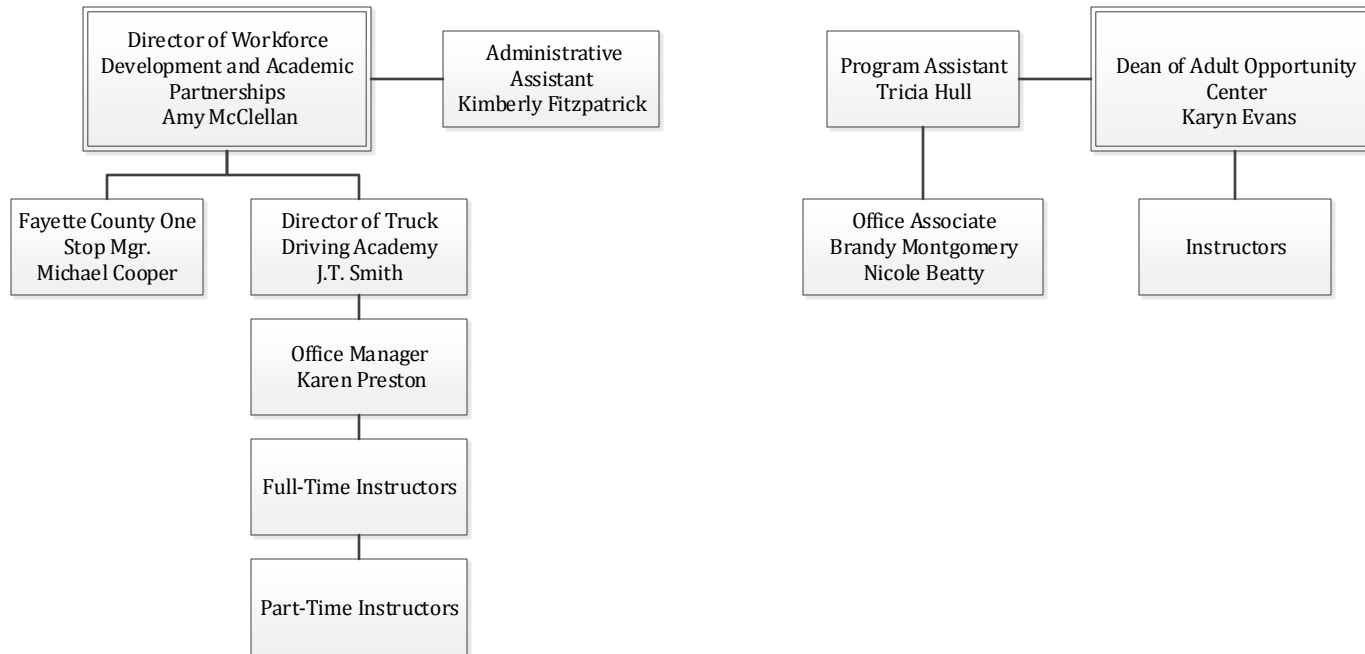 Director of Workforce
Development and Academic
Partnerships
Amy McClellan
Administrative
Assistant
Kimberly Fitzpatrick
Program Assistant
Tricia Hull
Dean of Adult Opportunity
Center
Karyn Evans
Fayette County One
Stop Mgr.
Michael Cooper
Director of Truck
Driving Academy
J.T. Smith
Office Associate
Brandy Montgomery
Nicole Beatty
Instructors
Office Manager
Karen Preston
Full-Time Instructors
Part-Time Instructors